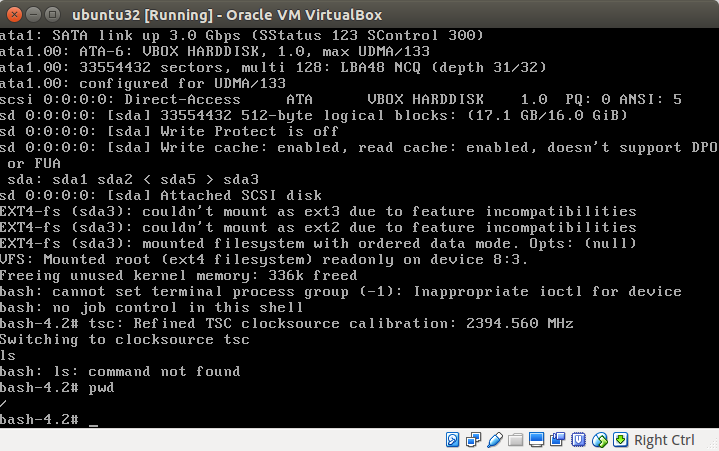 ubuntu32 [Running] - Oracle VM VirtualBox
ata1: SATA link up 3.0 Gbps (SStatus 123 SControl 300)
ata1.00: ATA-6: VBOX HARDDISK, 1.0, max UDMA/133
ata1.00: 33554432 sectors, multi 128: LBA48 NCQ (depth 31/32)
ata1.00: configured for UDMA/133
scsi 0:0:0:0: Direct-Access     ATA      VBOX HARDDISK    1.0  PQ: 0 ANSI: 5
sd 0:0:0:0: [sda] 33554432 512-byte logical blocks: (17.1 GB/16.0 GiB)
sd 0:0:0:0: [sda] Write Protect is off
sd 0:0:0:0: [sda] Write cache: enabled, read cache: enabled, doesn't support DPO
 or FUA
 sda: sda1 sda2 < sda5 > sda3
sd 0:0:0:0: [sda] Attached SCSI disk
EXT4-fs (sda3): couldn't mount as ext3 due to feature incompatibilities
EXT4-fs (sda3): couldn't mount as ext2 due to feature incompatibilities
EXT4-fs (sda3): mounted filesystem with ordered data mode. Opts: (null)
VFS: Mounted root (ext4 filesystem) readonly on device 8:3.
Freeing unused kernel memory: 336k freed
bash: cannot set terminal process group (-1): Inappropriate ioctl for device
bash: no job control in this shell
bash-4.2# tsc: Refined TSC clocksource calibration: 2394.560 MHz
Switching to clocksource tsc
ls
bash: ls: command not found
bash-4.2# pwd
/
bash-4.2# _
Right Ctrl